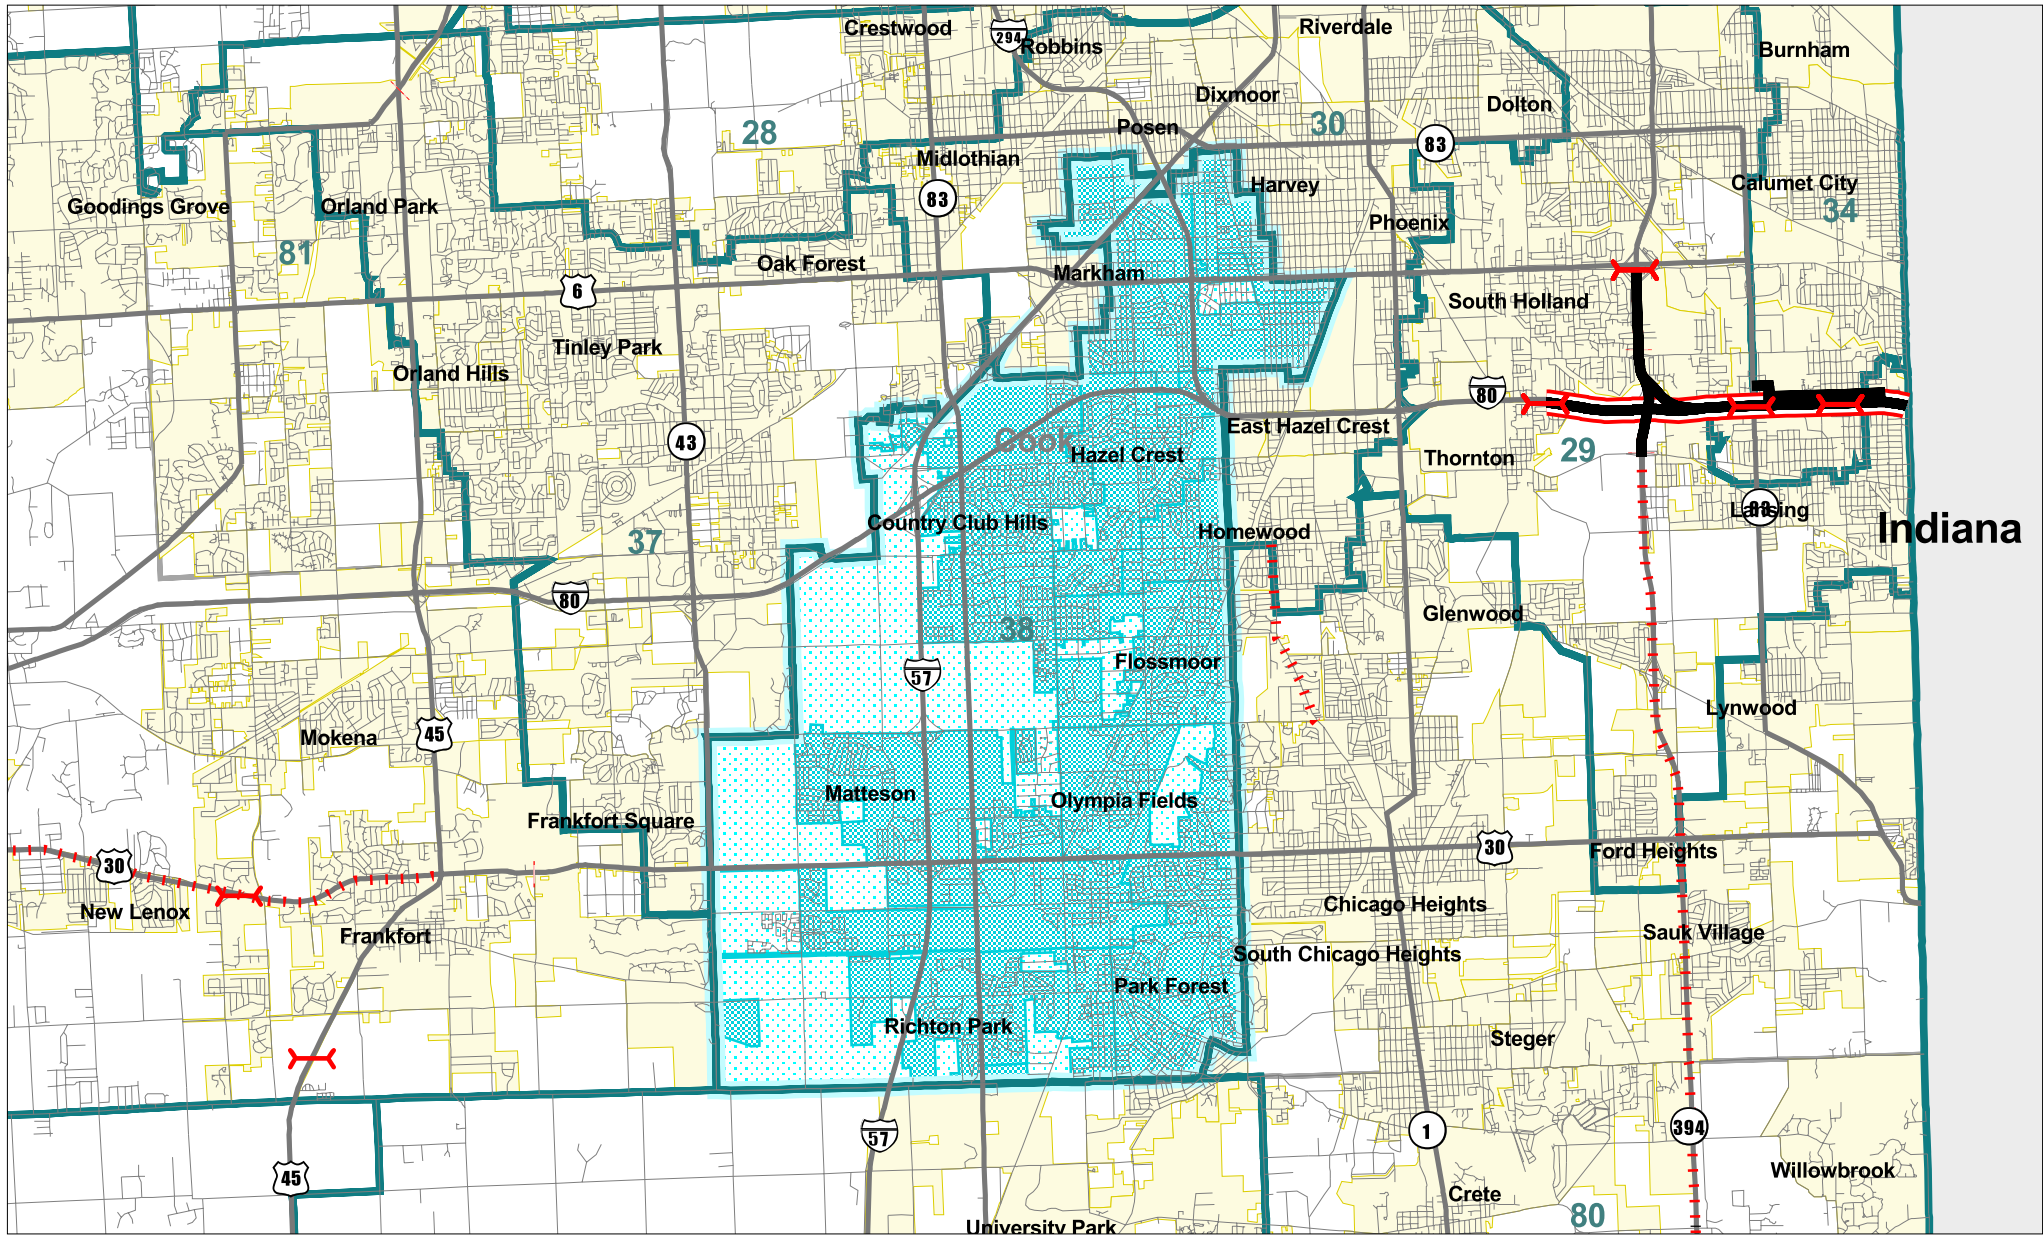 Crestwood
294
Robbins
Riverdale
Burnham
Dixmoor
Dolton
28
Posen
30
83
Midlothian
83
Harvey
Calumet City
34
Goodings Grove
Orland Park
Phoenix
81
Oak Forest
Markham
6
South Holland
Tinley Park
Orland Hills
80
43
East Hazel Crest
Cook
Hazel Crest
Thornton
29
Country Club Hills
Homewood
83
Lansing
Indiana
37
80
Glenwood
38
Flossmoor
57
Lynwood
45
Mokena
Matteson
Olympia Fields
Frankfort Square
30
Ford Heights
30
New Lenox
Chicago Heights
Frankfort
Sauk Village
South Chicago Heights
Park Forest
Richton Park
Steger
57
1
394
45
Willowbrook
Crete
80
University Park